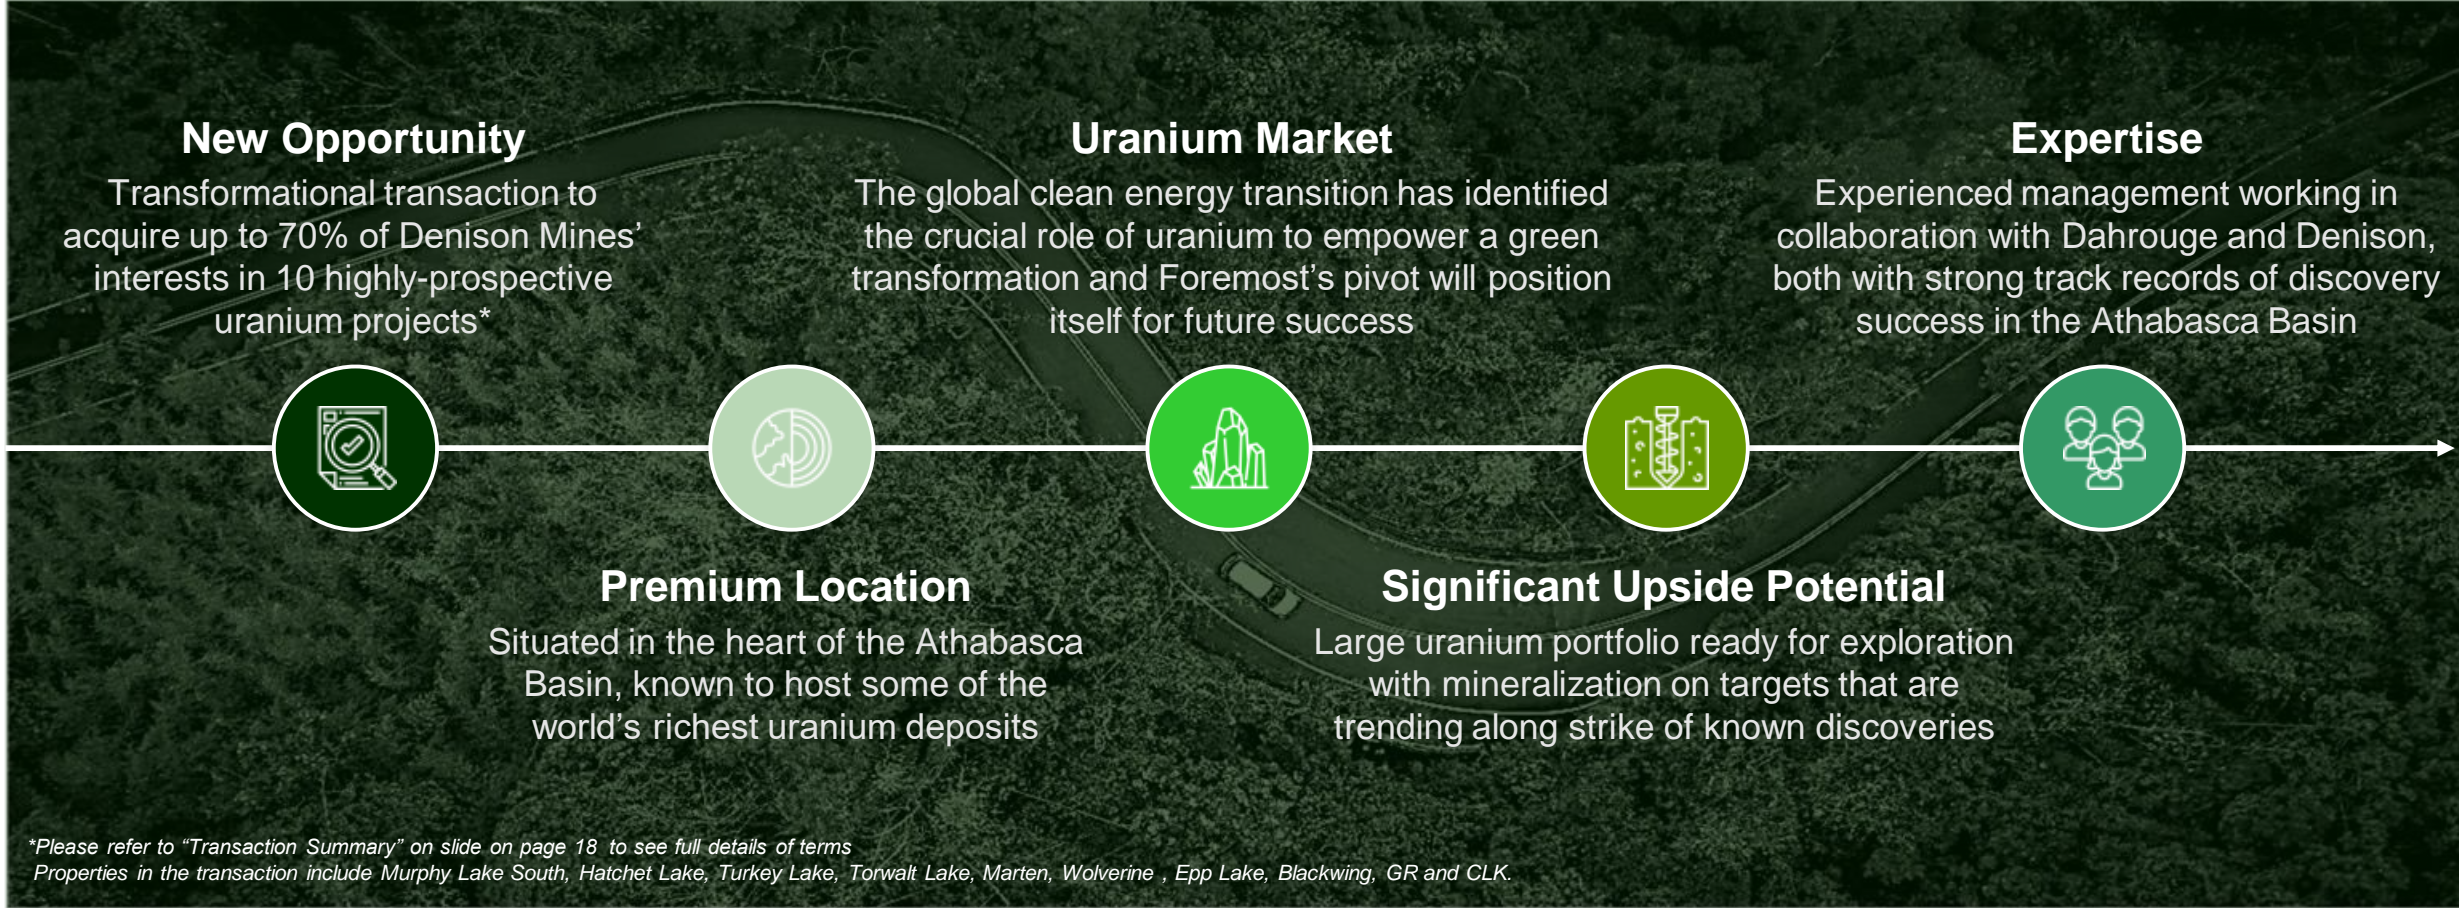 New Opportunity
Transformational transaction to
acquire up to 70% of Denison Mines’
interests in 10 highly-prospective
uranium projects*
Uranium Market
The global clean energy transition has identified
the crucial role of uranium to empower a green
transformation and Foremost’s pivot will position
itself for future success
Expertise
Experienced management working in
collaboration with Dahrouge and Denison,
both with strong track records of discovery
success in the Athabasca Basin
Premium Location
Situated in the heart of the Athabasca
Basin, known to host some of the
world’s richest uranium deposits
Significant Upside Potential
Large uranium portfolio ready for exploration
with mineralization on targets that are
trending along strike of known discoveries
*Please refer to “Transaction Summary” on slide on page 18 to see full details of terms
Properties in the transaction include Murphy Lake South, Hatchet Lake, Turkey Lake, Torwalt Lake, Marten, Wolverine , Epp Lake, Blackwing, GR and CLK.